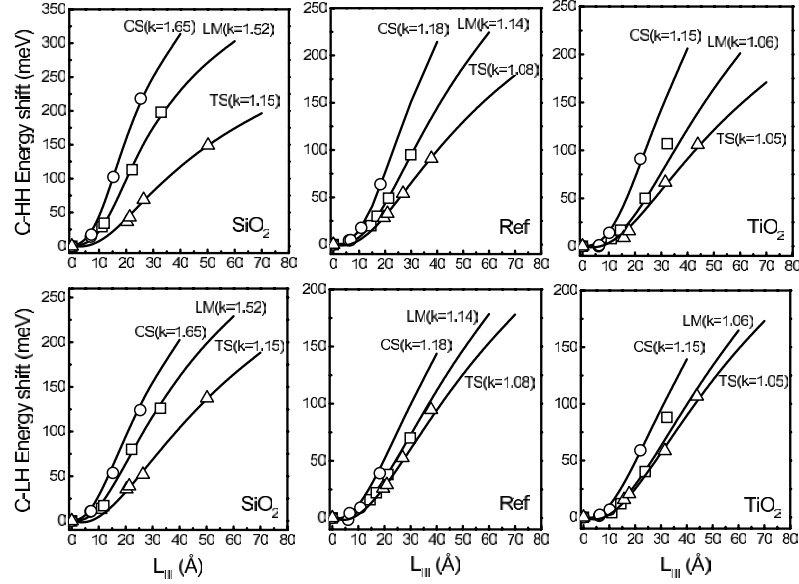 C-HH Energy shift (meV)
350
300
250
200
150
100
50
0
CS(k=1.65)
LM(k=1.52)
TS(k=1.15)
SiO2
0 10 20 30 40 50 60 70 80
250
225
200
175
150
125
100
75
50
25
0
CS(k=1.18)
LM(k=1.14)
TS(k=1.08)
Ref
0 10 20 30 40 50 60 70 80
250
200
150
100
50
0
CS(k=1.15)
LM(k=1.06)
TS(k=1.05)
TiO2
0 10 20 30 40 50 60 70 80
C-LH Energy shift (meV)
250
200
150
100
50
0
LM(k=1.52)
CS(k=1.65)
TS(k=1.15)
SiO2
0 10 20 30 40 50 60 70 80
LIII (Å)
200
150
100
50
0
LM(k=1.14)
CS(k=1.18)
TS(k=1.08)
Ref
0 10 20 30 40 50 60 70 80
LIII (Å)
200
150
100
50
0
LM(k=1.06)
CS(k=1.15)
TS(k=1.05)
TiO2
0 10 20 30 40 50 60 70 80
LIII (Å)